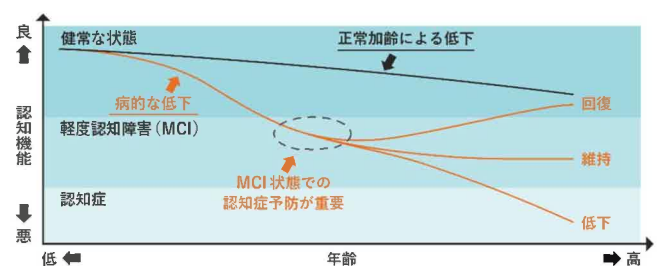 良
認知機能
悪
健常な状態
正常加齢による低下
病的な低下
軽度認知障害(MCI)
MCI状態での
認知症予防が重要
認知症
回復
維持
低下
低
年齢
高